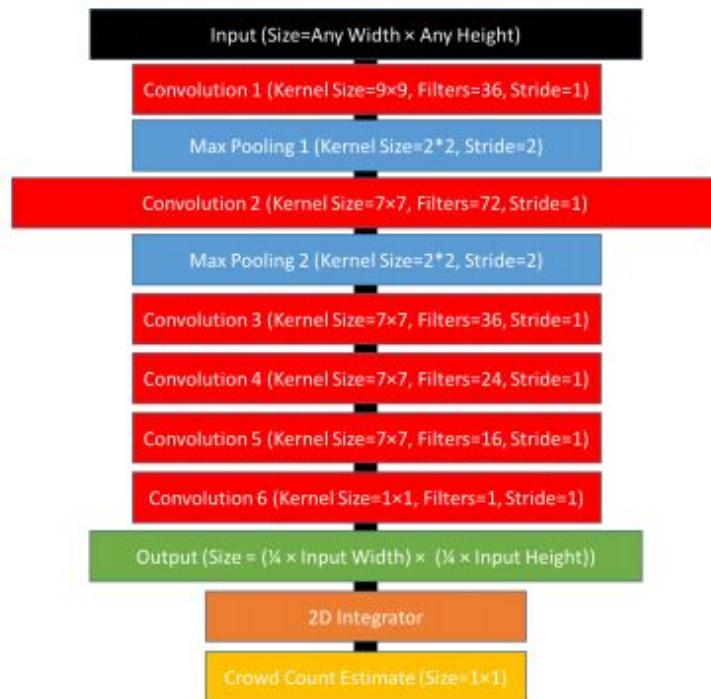 Input (Size=Any Width × Any Height)
Convolution 1 (Kernel Size=9×9, Filters=36, Stride=1)
Max Pooling 1 (Kernel Size=2*2, Stride=2)
Convolution 2 (Kernel Size=7×7, Filters=72, Stride=1)
Max Pooling 2 (Kernel Size=2*2, Stride=2)
Convolution 3 (Kernel Size=7×7, Filters=36, Stride=1)
Convolution 4 (Kernel Size=7×7, Filters=24, Stride=1)
Convolution 5 (Kernel Size=7×7, Filters=16, Stride=1)
Convolution 6 (Kernel Size=1×1, Filters=1, Stride=1)
Output (Size = (¼ × Input Width) × (¼ × Input Height))
2D Integrator
Crowd Count Estimate (Size=1×1)